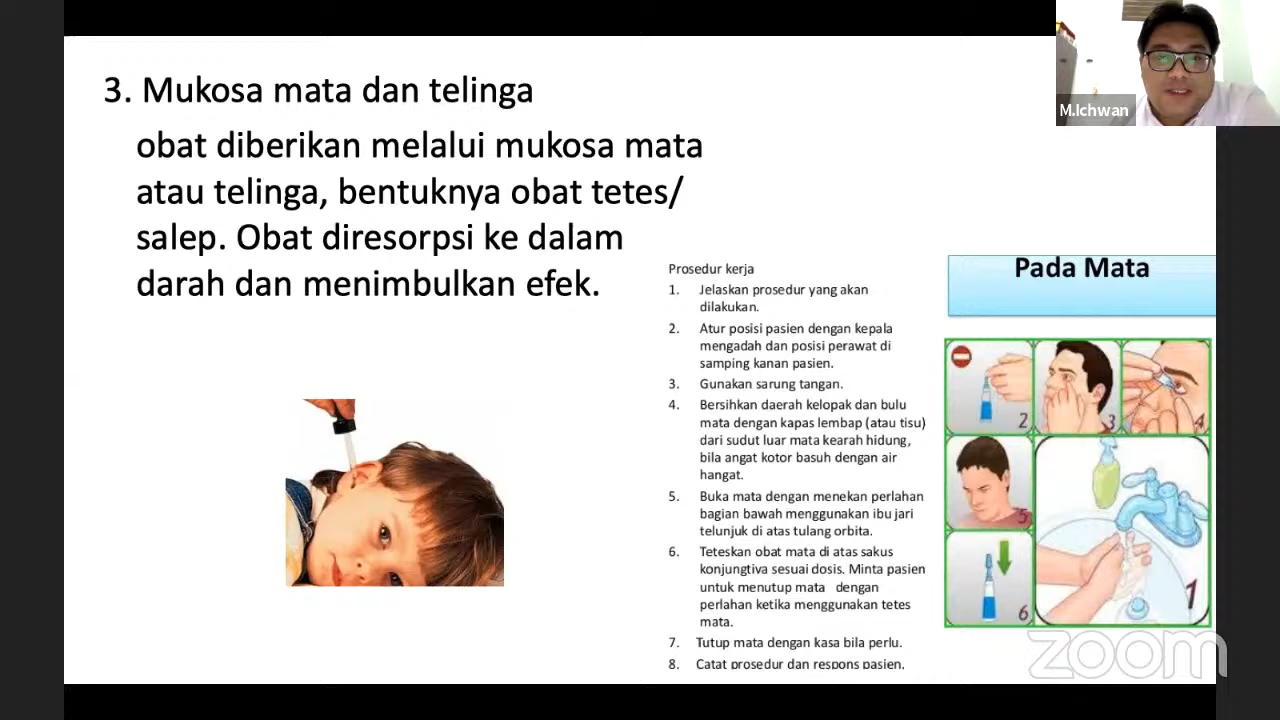 3. Mukosa mata dan telinga
obat diberikan melalui mukosa mata
atau telinga, bentuknya obat tetes/
salep. Obat diresorpsi ke dalam
darah dan menimbulkan efek.
M.Ichwan
Prosedur kerja
1. Jelaskan prosedur yang akan
dilakukan.
2. Atur posisi pasien dengan kepala
mengadah dan posisi perawat di
samping kanan pasien.
3. Gunakan sarung tangan.
4. Bersihkan daerah kelopak dan bulu
mata dengan kapas lembap (atau tisu)
dari sudut luar mata kearah hidung,
bila angat kotor basuh dengan air
hangat.
5. Buka mata dengan menekan perlahan
bagian bawah menggunakan ibu jari
telunjuk di atas tulang orbita.
6. Teteskan obat mata di atas sakus
konjungtiva sesuai dosis. Minta pasien
untuk menutup mata dengan
perlahan ketika menggunakan tetes
mata.
7. Tutup mata dengan kasa bila perlu.
8. Catat prosedur dan respons pasien.
Pada Mata
2
3
4
5
6
1
zoom